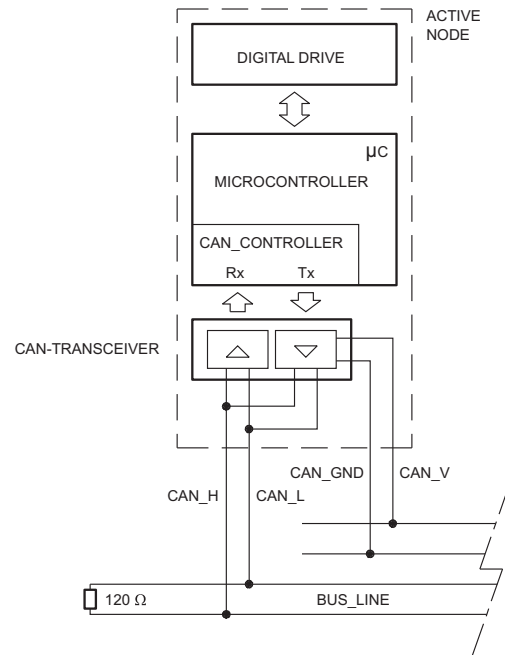 ACTIVE
NODE
DIGITAL DRIVE
µC
MICROCONTROLLER
CAN_CONTROLLER
Rx Tx
CAN-TRANSCEIVER
CAN_GND CAN_V
CAN_H CAN_L
120 Ω BUS_LINE